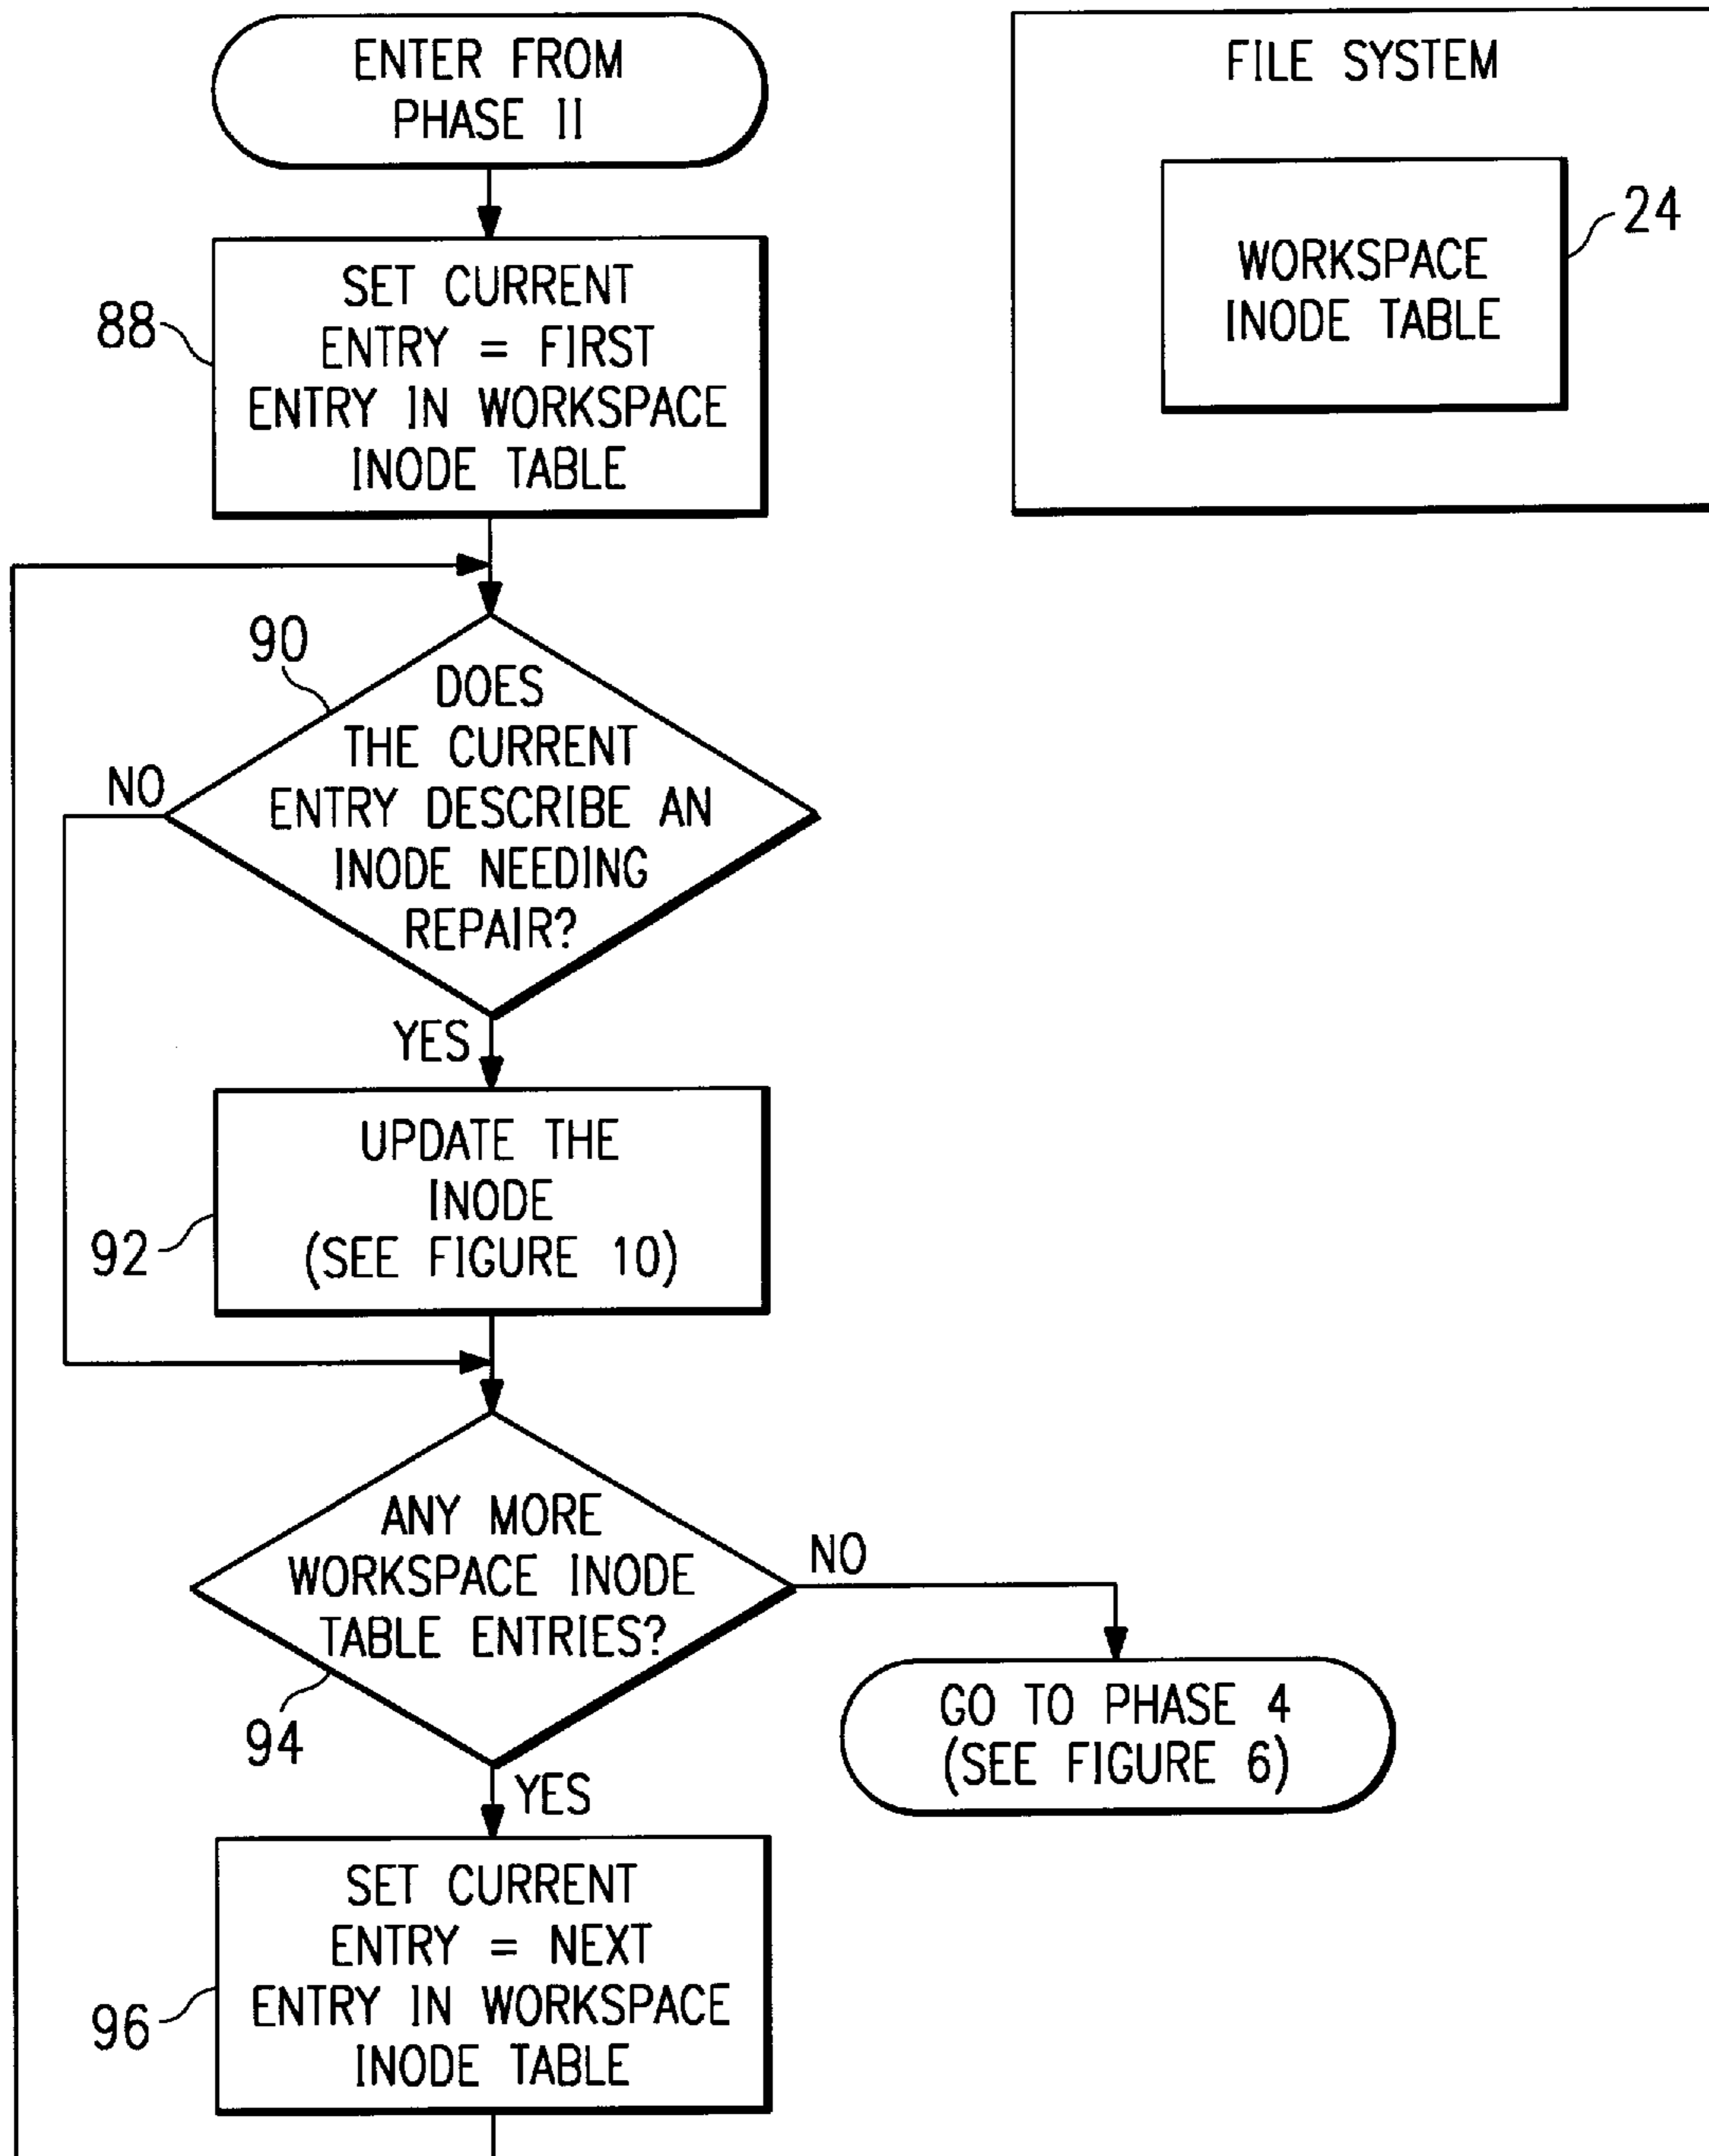 ENTER FROM
PHASE II
FILE SYSTEM
WORKSPACE
INODE TABLE
24
88
SET CURRENT
ENTRY = FIRST
ENTRY IN WORKSPACE
INODE TABLE
90
DOES
THE CURRENT
ENTRY DESCRIBE AN
INODE NEEDING
REPAIR?
NO
YES
92
UPDATE THE
INODE
(SEE FIGURE 10)
ANY MORE
WORKSPACE INODE
TABLE ENTRIES?
94
NO
GO TO PHASE 4
(SEE FIGURE 6)
YES
96
SET CURRENT
ENTRY = NEXT
ENTRY IN WORKSPACE
INODE TABLE